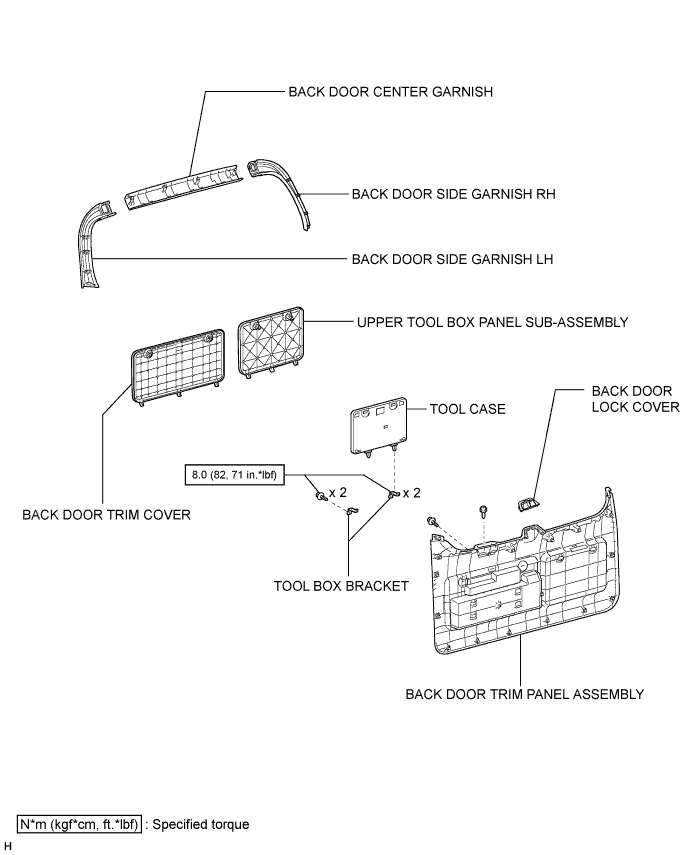 BACK DOOR CENTER GARNISH
BACK DOOR SIDE GARNISH RH
BACK DOOR SIDE GARNISH LH
UPPER TOOL BOX PANEL SUB-ASSEMBLY
BACK DOOR
LOCK COVER
TOOL CASE
8.0 (82, 71 in.*lbf)
x 2
x 2
BACK DOOR TRIM COVER
TOOL BOX BRACKET
BACK DOOR TRIM PANEL ASSEMBLY
N*m (kgf*cm, ft.*lbf) : Specified torque
H